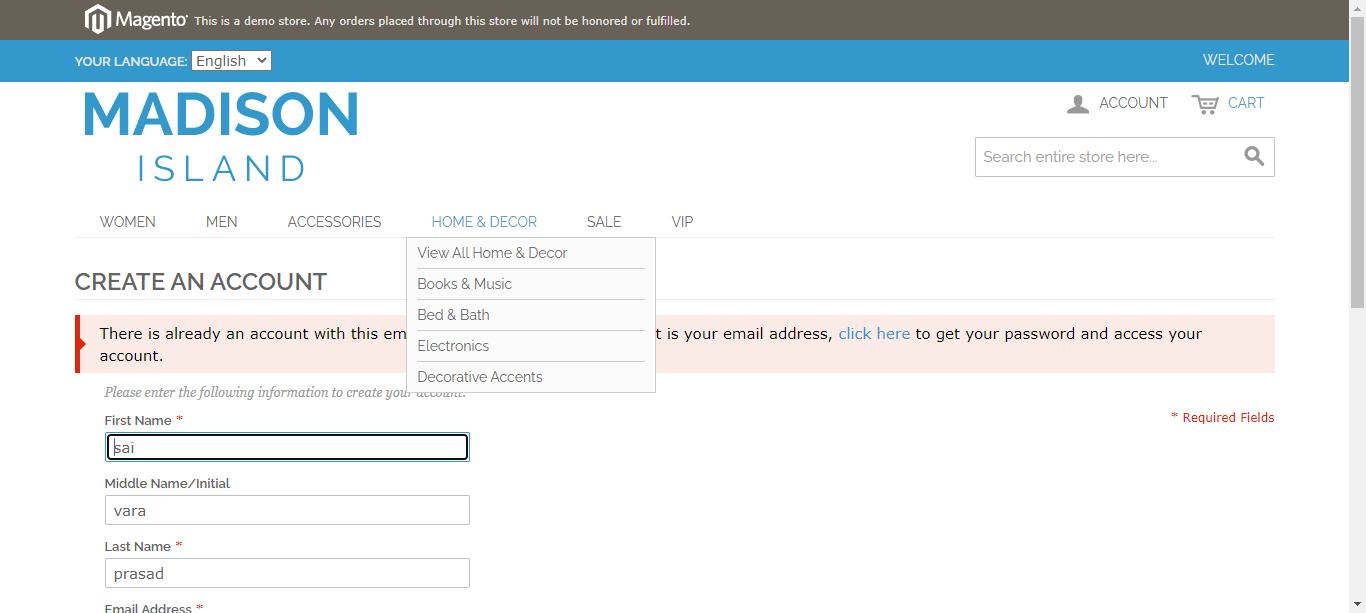 Magento
This is a demo store. Any orders placed through this store will not be honored or fulfilled.
YOUR LANGUAGE: English
WELCOME
MADISON
ISLAND
ACCOUNT
CART
Search entire store here...
WOMEN
MEN
ACCESSORIES
HOME & DECOR
SALE
VIP
View All Home & Decor
Books & Music
Bed & Bath
Electronics
Decorative Accents
CREATE AN ACCOUNT
There is already an account with this em t is your email address, click here to get your password and access your
account.
Please enter the following information to create your account.
* Required Fields
First Name *
sai
Middle Name/Initial
vara
Last Name *
prasad
Email Address *